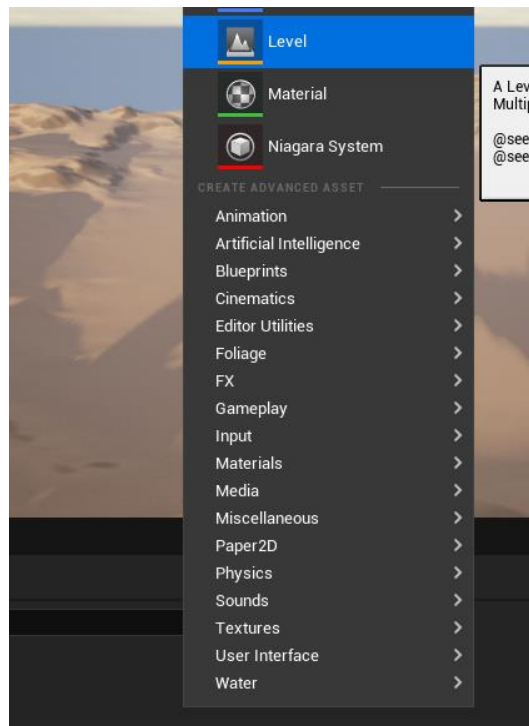 Level
A Lev
Multip
Material
@see
@see
Niagara System
CREATE ADVANCED ASSET
Animation
Artificial Intelligence
Blueprints
Cinematics
Editor Utilities
Foliage
FX
Gameplay
Input
Materials
Media
Miscellaneous
Paper2D
Physics
Sounds
Textures
User Interface
Water